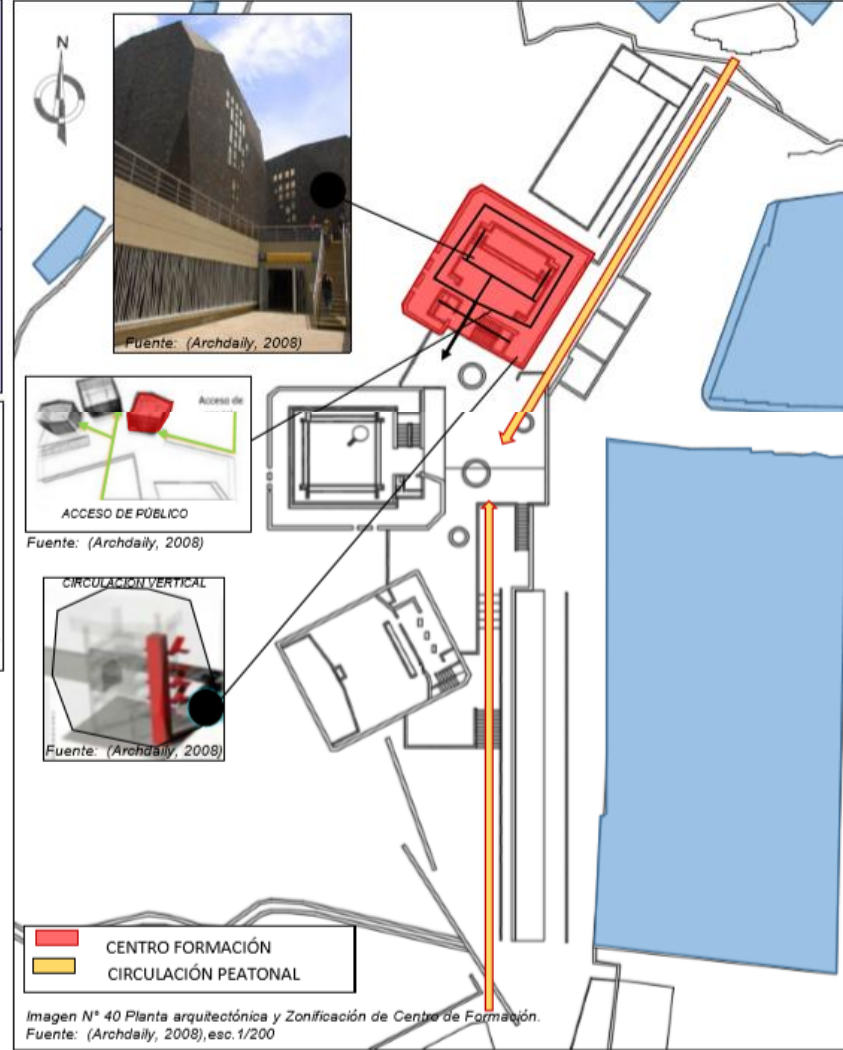 N
Fuente: (Archdaily, 2008)
Acceso de
ACCESO DE PÚBLICO
Fuente: (Archdaily, 2008)
CIRCULACION VERTICAL
Fuente: (Archdaily, 2008)
CENTRO FORMACIÓN
CIRCULACIÓN PEATONAL
Imagen N° 40 Planta arquitectónica y Zonificación de Centro de Formación.
Fuente: (Archdaily, 2008),esc.1/200